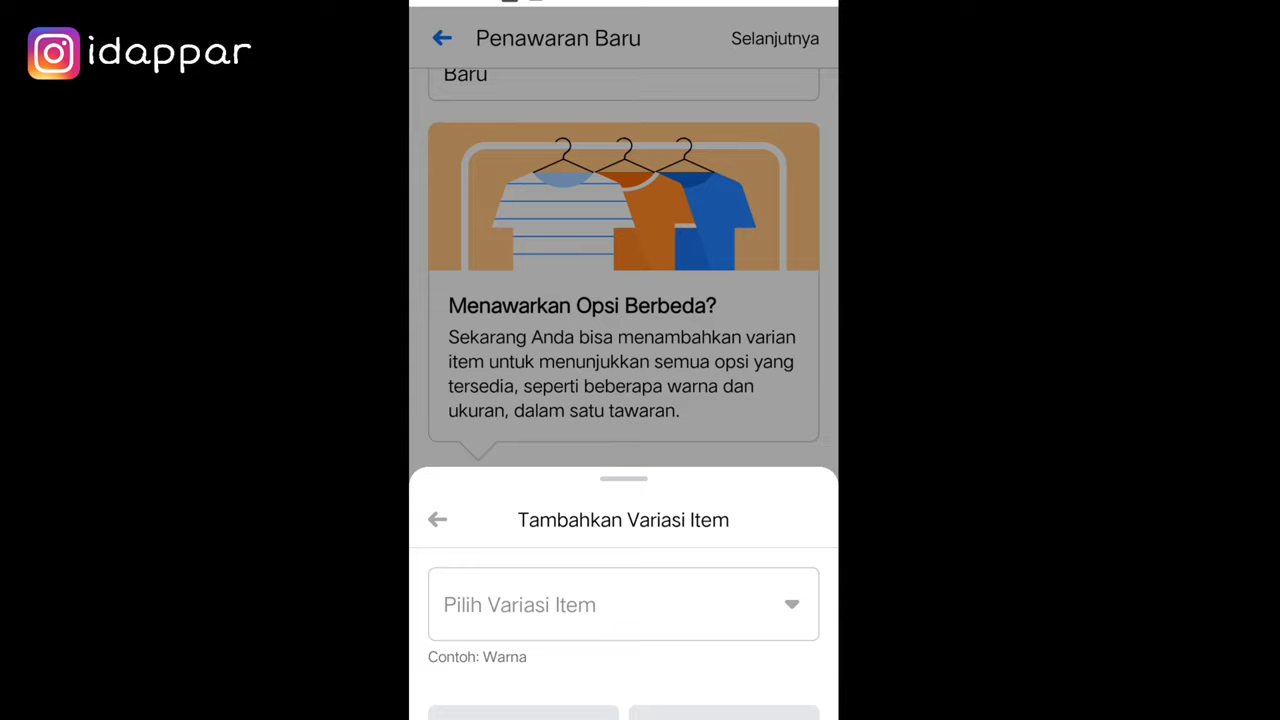 idappar
Penawaran Baru
Selanjutnya
Baru
Menawarkan Opsi Berbeda?
Sekarang Anda bisa menambahkan varian
item untuk menunjukkan semua opsi yang
tersedia, seperti beberapa warna dan
ukuran, dalam satu tawaran.
Tambahkan Variasi Item
Pilih Variasi Item
Contoh: Warna